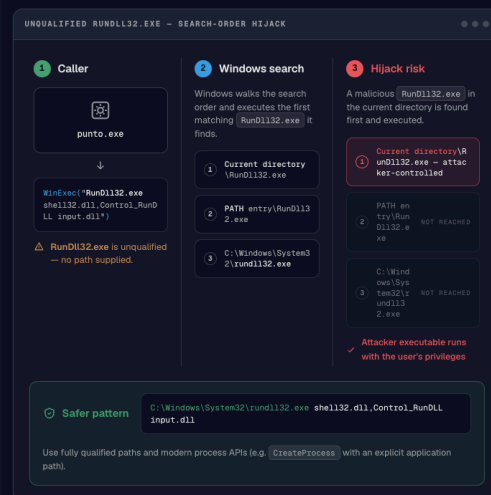 UNQUALIFIED RUNDLL32.EXE — SEARCH-ORDER HIJACK
1 Caller
punto.exe
WinExec("RunDll32.exe
shell32.dll,Control_RunD
LL input.dll")
RunDll32.exe is unqualified
— no path supplied.
2 Windows search
Windows walks the search
order and executes the first
matching RunDll32.exe it
finds.
1 Current directory
\RunDll32.exe
2 PATH entry\RunDll3
2.exe
3 C:\Windows\System3
2\rundll32.exe
3 Hijack risk
A malicious RunDll32.exe in
the current directory is found
first and executed.
1 Current directory\R
unDll32.exe — attac
ker-controlled
2 PATH en
try\Run
Dll32.e
xe
NOT REACHED
3 C:\Wind
ows\Sys
tem32\r
undll3
2.exe
NOT REACHED
Attacker executable runs
with the user's privileges
Safer pattern
C:\Windows\System32\rundll32.exe shell32.dll,Control_RunDLL
input.dll
Use fully qualified paths and modern process APIs (e.g. CreateProcess with an explicit application
path).